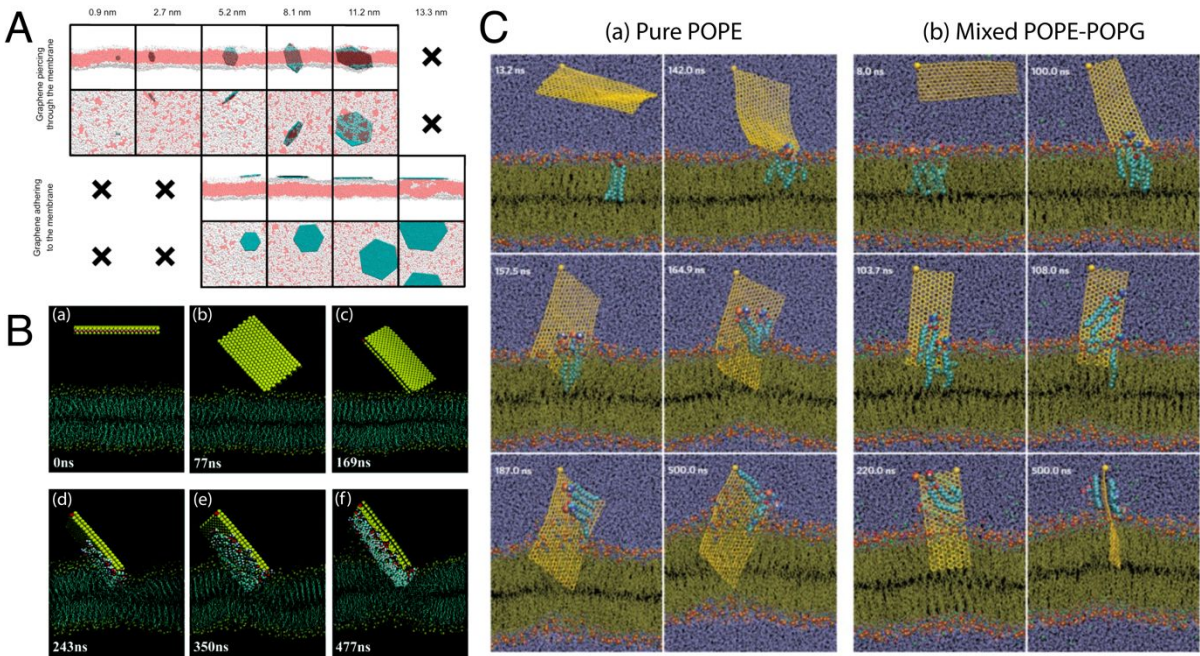 A
0.9 nm 2.7 nm 5.2 nm 8.1 nm 11.2 nm 13.3 nm
Graphene piercing
through the membrane
Graphene adhering
to the membrane
B
(a) (b) (c)
0ns 77ns 169ns
(d) (e) (f)
243ns 350ns 477ns
C
(a) Pure POPE (b) Mixed POPE-POPG
13.2 ns 142.0 ns 8.0 ns 100.0 ns
157.5 ns 164.9 ns 103.7 ns 108.0 ns
187.0 ns 500.0 ns 220.0 ns 500.0 ns